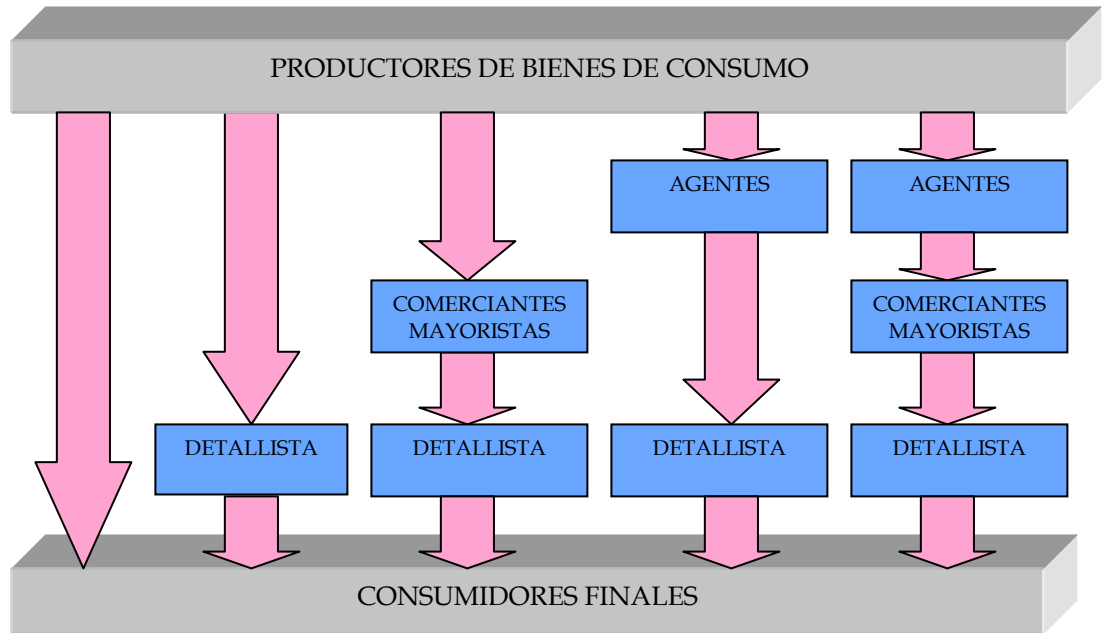 PRODUCTORES DE BIENES DE CONSUMO
AGENTES
AGENTES
COMERCIANTES
MAYORISTAS
COMERCIANTES
MAYORISTAS
DETALLISTA
DETALLISTA
DETALLISTA
DETALLISTA
CONSUMIDORES FINALES